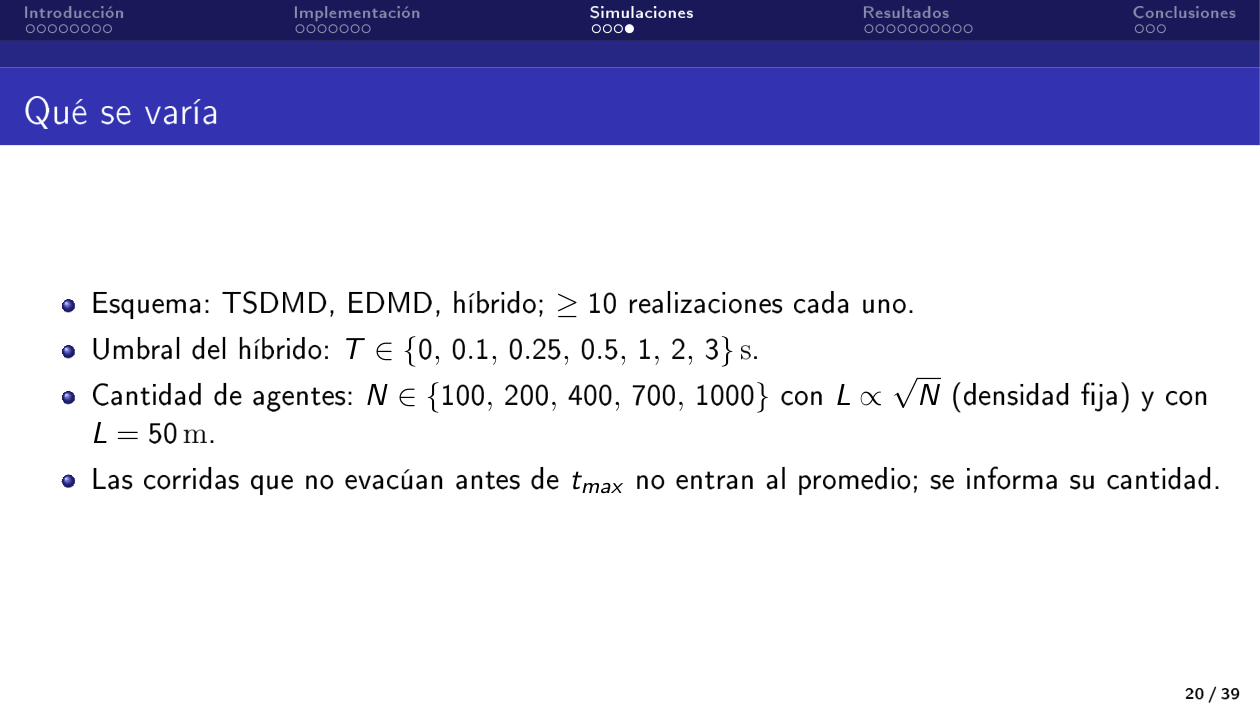 Introducción Implementación Simulaciones Resultados Conclusiones
Qué se varía
Esquema: TSDMD, EDMD, híbrido; ≥ 10 realizaciones cada uno.
Umbral del híbrido: T ∈ {0, 0.1, 0.25, 0.5, 1, 2, 3} s.
Cantidad de agentes: N ∈ {100, 200, 400, 700, 1000} con L ∝ √N (densidad fija) y con
L = 50 m.
Las corridas que no evacúan antes de t_max no entran al promedio; se informa su cantidad.
20 / 39